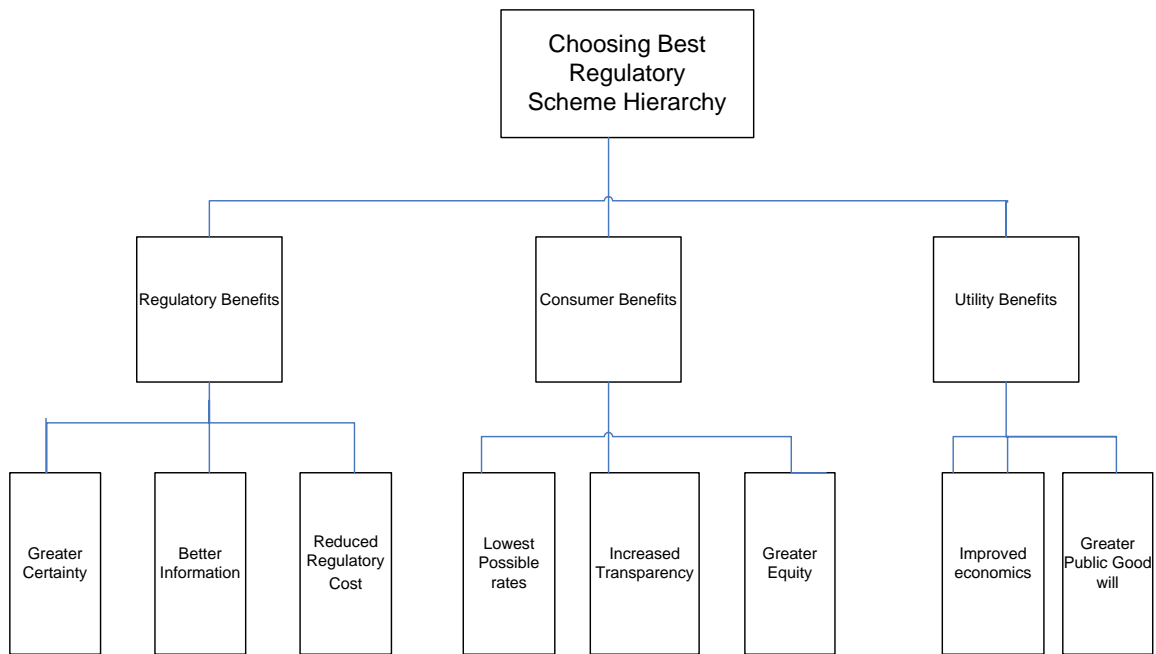 Choosing Best
Regulatory
Scheme Hierarchy
Regulatory Benefits
Consumer Benefits
Utility Benefits
Greater
Certainty
Better
Information
Reduced
Regulatory
Cost
Lowest
Possible
rates
Increased
Transparency
Greater
Equity
Improved
economics
Greater
Public Good
will